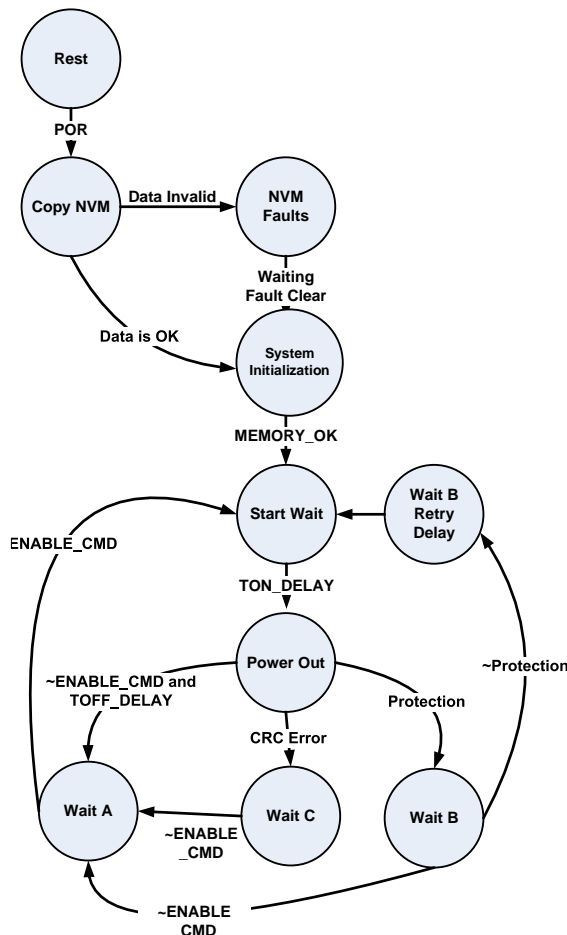 Rest
POR
Copy NVM
Data Invalid
NVM
Faults
Waiting
Fault Clear
Data is OK
System
Initialization
MEMORY_OK
Start Wait
Wait B
Retry
Delay
ENABLE_CMD
TON_DELAY
Power Out
~Protection
~ENABLE_CMD and
TOFF_DELAY
Protection
CRC Error
Wait A
Wait C
Wait B
~ENABLE
_CMD
~ENABLE
CMD